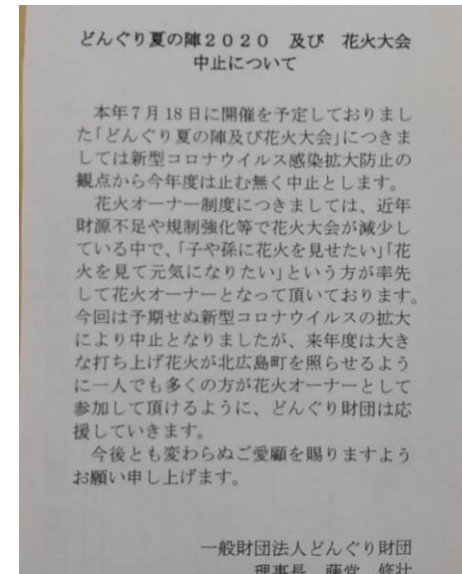 どんぐり夏の陣２０２０　及び　花火大会
中止について
本年７月18日に開催を予定しておりまし
た「どんぐり夏の陣及び花火大会」につきま
しては新型コロナウイルス感染拡大防止の
観点から今年度は止む無く中止とします。
花火オーナー制度につきましては、近年
財源不足や規制強化等で花火大会が減少し
ている中で、「子や孫に花火を見せたい」「花
火を見て元気になりたい」という方が率先
して花火オーナーとなって頂いております。
今回は予期せぬ新型コロナウイルスの拡大
により中止となりましたが、来年度は大き
な打ち上げ花火が北広島町を照らせるよう
に一人でも多くの方が花火オーナーとして
参加して頂けるように、どんぐり財団は応
援していきます。
今後とも変わらぬご愛顧を賜りますよう
お願い申し上げます。
一般財団法人どんぐり財団
理事長　藤堂　修壮